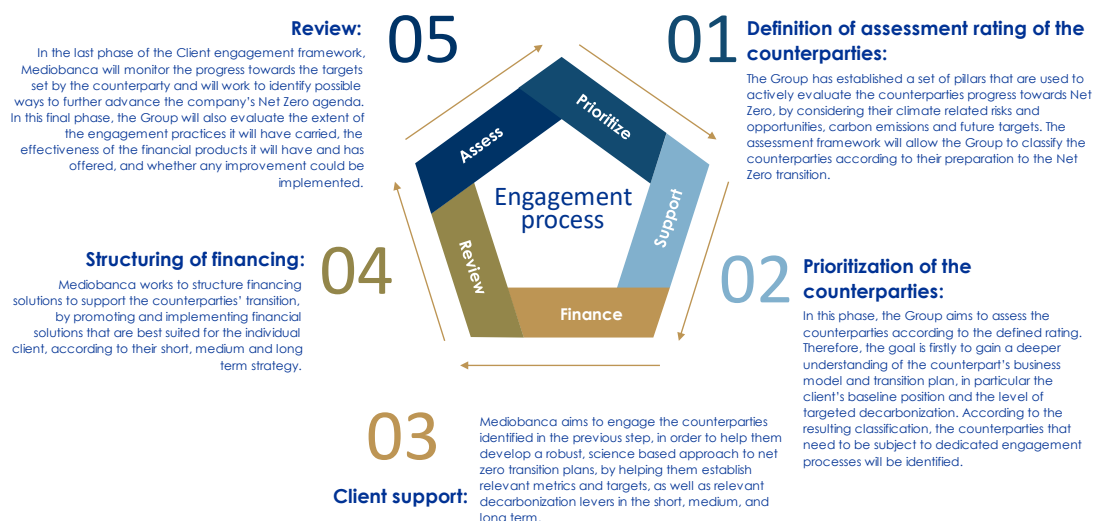 01
Definition of assessment rating of the
counterparties:
The Group has established a set of pillars that are used to
actively evaluate the counterparties progress towards Net
Zero, by considering their climate related risks and
opportunities, carbon emissions and future targets. The
assessment framework will allow the Group to classify the
counterparties according to their preparation to the Net
Zero transition.
02
Prioritization of the
counterparties:
In this phase, the Group aims to assess the
counterparties according to the defined rating.
Therefore, the goal is firstly to gain a deeper
understanding of the counterpart's business
model and transition plan, in particular the
client's baseline position and the level of
targeted decarbonization. According to the
resulting classification, the counterparties that
need to be subject to dedicated engagement
processes will be identified.
03
Client support:
Mediobanca aims to engage the counterparties
identified in the previous step, in order to help them
develop a robust, science based approach to net
zero transition plans, by helping them establish
relevant metrics and targets, as well as relevant
decarbonization levers in the short, medium, and
long term.
04
Structuring of financing:
Mediobanca works to structure financing
solutions to support the counterparties' transition,
by promoting and implementing financial
solutions that are best suited for the individual
client, according to their short, medium and long
term strategy.
05
Review:
In the last phase of the Client engagement framework,
Mediobanca will monitor the progress towards the targets
set by the counterparty and will work to identify possible
ways to further advance the company's Net Zero agenda.
In this final phase, the Group will also evaluate the extent of
the engagement practices it will have carried, the
effectiveness of the financial products it will have and has
offered, and whether any improvement could be
implemented.
Engagement
process
Assess
Prioritize
Support
Finance
Review